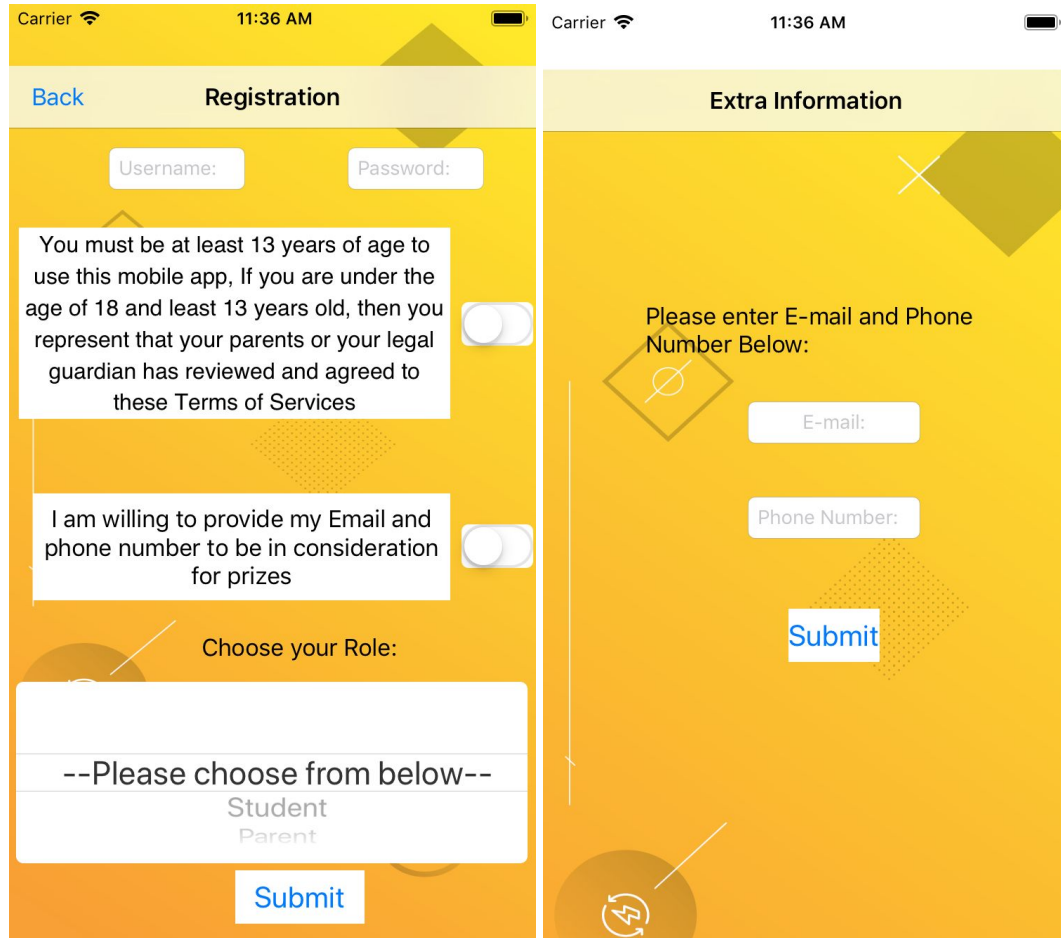 Carrier 11:36 AM
Back Registration
Username: Password:
You must be at least 13 years of age to
use this mobile app, If you are under the
age of 18 and least 13 years old, then you
represent that your parents or your legal
guardian has reviewed and agreed to
these Terms of Services
I am willing to provide my Email and
phone number to be in consideration
for prizes
Choose your Role:
--Please choose from below--
Student
Parent
Submit
Carrier 11:36 AM
Extra Information
Please enter E-mail and Phone
Number Below:
E-mail:
Phone Number:
Submit